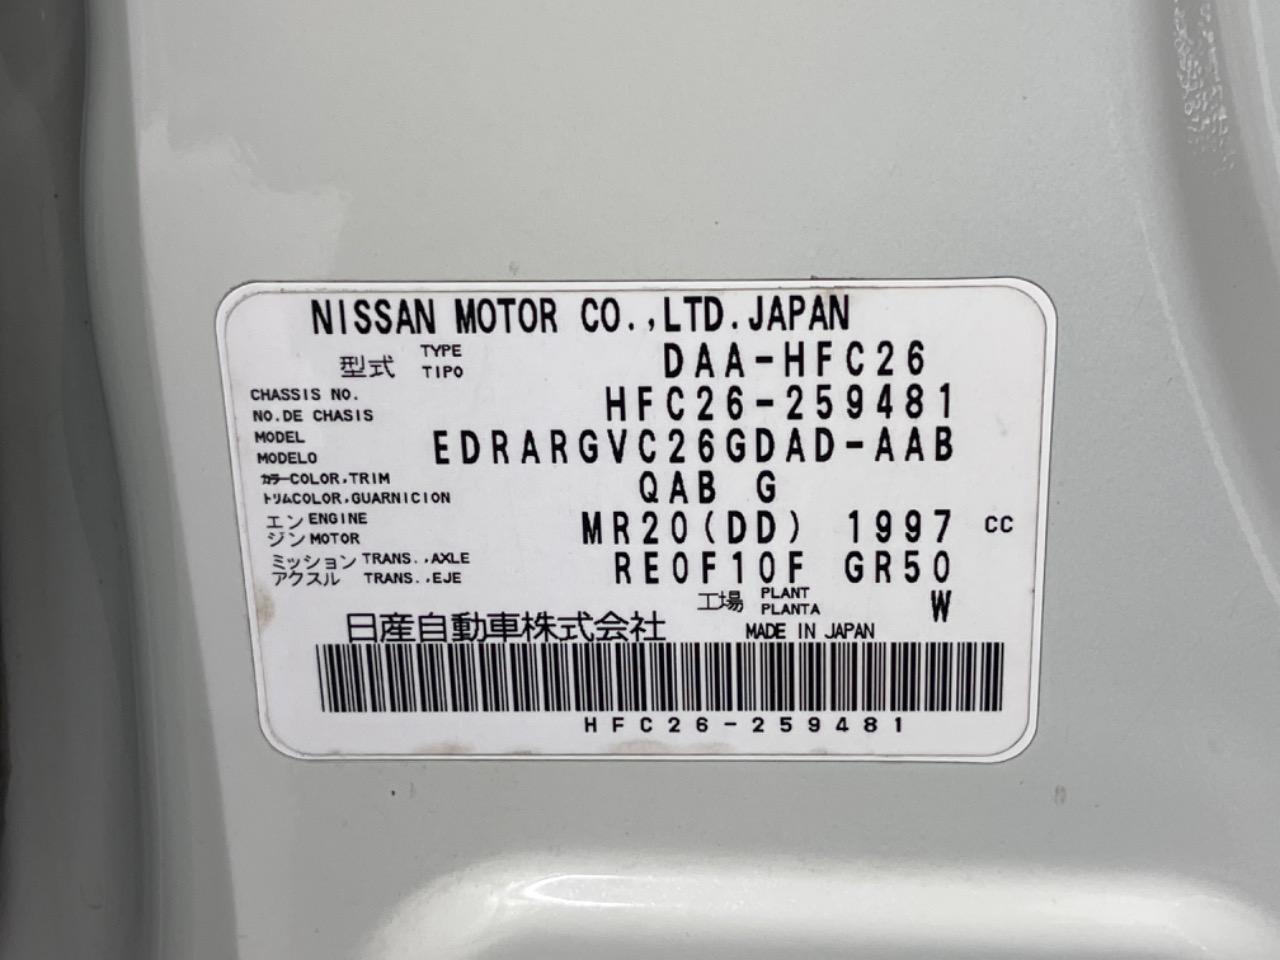 NISSAN MOTOR CO.,LTD.JAPAN
型式 TYPE TIPO DAA-HFC26
CHASSIS NO.
NO.DE CHASIS HFC26-259481
MODEL
MODELO EDRARGVC26GDAD-AAB
カラーCOLOR,TRIM
トリムCOLOR,GUARNICION QAB G
エン ENGINE
ジン MOTOR MR20(DD) 1997 CC
ミッション TRANS.,AXLE
アクスル TRANS.,EJE RE0F10F GR50
工場 PLANT PLANTA W
日産自動車株式会社 MADE IN JAPAN
HFC26-259481